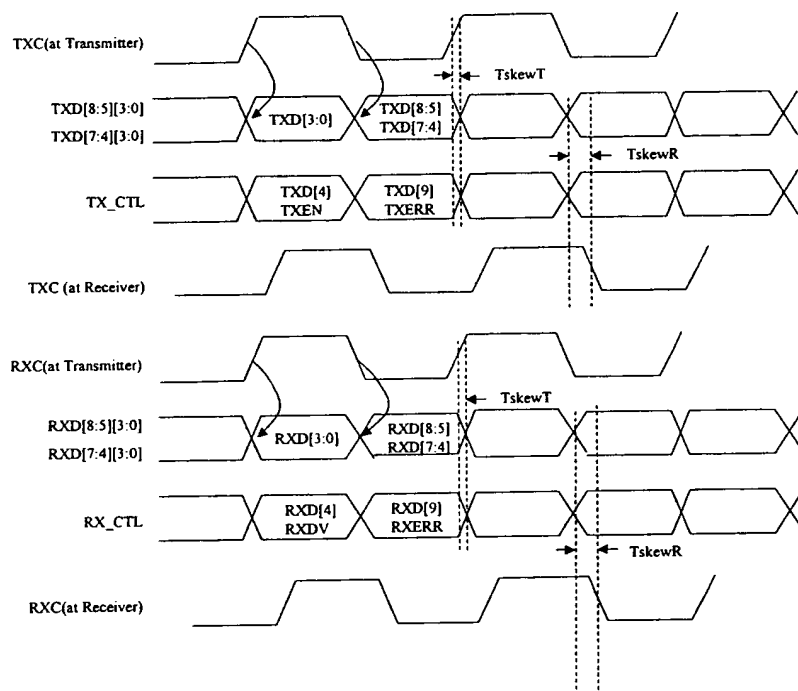 TXC(at Transmitter)
TskewT
TXD[8:5][3:0]
TXD[7:4][3:0]
TXD[3:0]
TXD[8:5]
TXD[7:4]
TskewR
TX_CTL
TXD[4]
TXEN
TXD[9]
TXERR
TXC (at Receiver)
RXC(at Transmitter)
TskewT
RXD[8:5][3:0]
RXD[7:4][3:0]
RXD[3:0]
RXD[8:5]
RXD[7:4]
RX_CTL
RXD[4]
RXDV
RXD[9]
RXERR
TskewR
RXC(at Receiver)